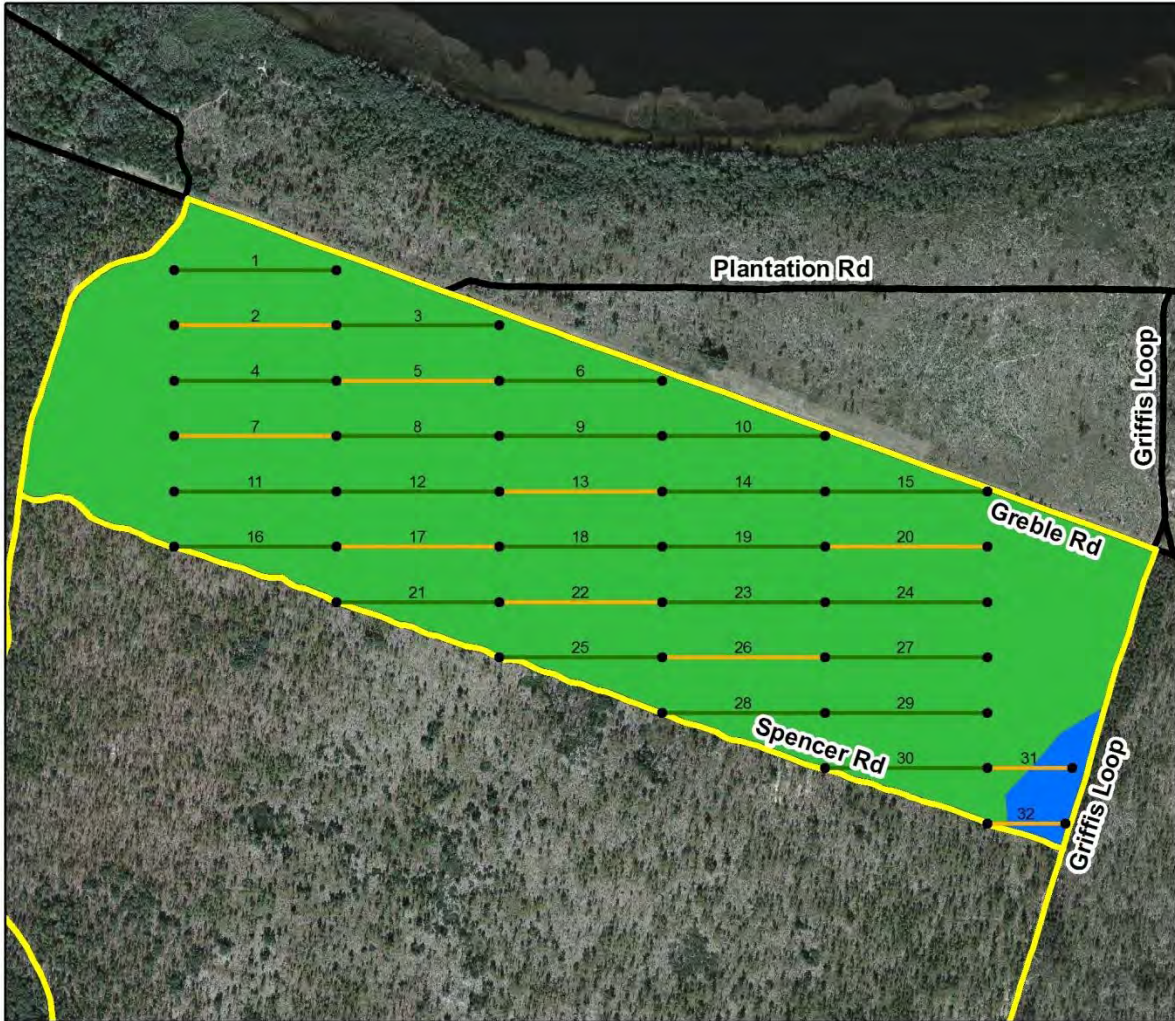 Plantation Rd
Griffis Loop
1
2 3
4 5 6
7 8 9 10
11 12 13 14 15
Greble Rd
16 17 18 19 20
21 22 23 24
25 26 27
28 29
Spencer Rd
30 31
Griffis Loop
32